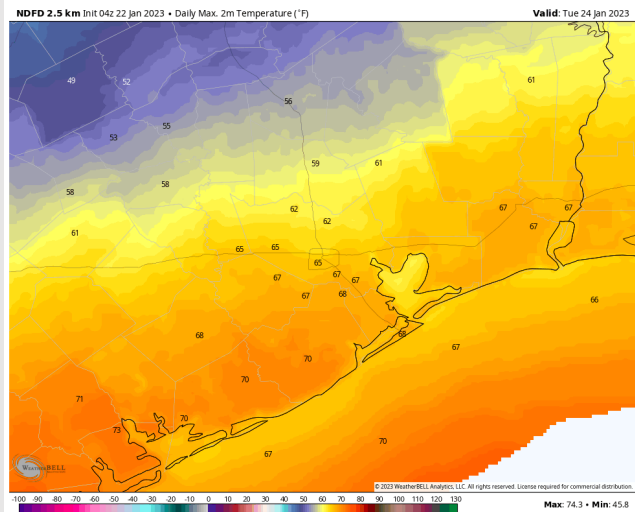 NDFD 2.5 km Init 04z 22 Jan 2023 • Daily Max. 2m Temperature (°F) Valid: Tue 24 Jan 2023
49 52 61
56
55
53
59 61
58 58
62 67 67
62 67
61
65 65
65
67 67 67
67 68 66
68 68 67
70
70
71
70
73 70
67
WEATHERBELL
© 2023 WeatherBELL Analytics, LLC. All rights reserved. License required for commercial distribution.
-100 -90 -80 -70 -60 -50 -40 -30 -20 -10 0 10 20 30 40 50 60 70 80 90 100 110 120 130
Max: 74.3 • Min: 45.8